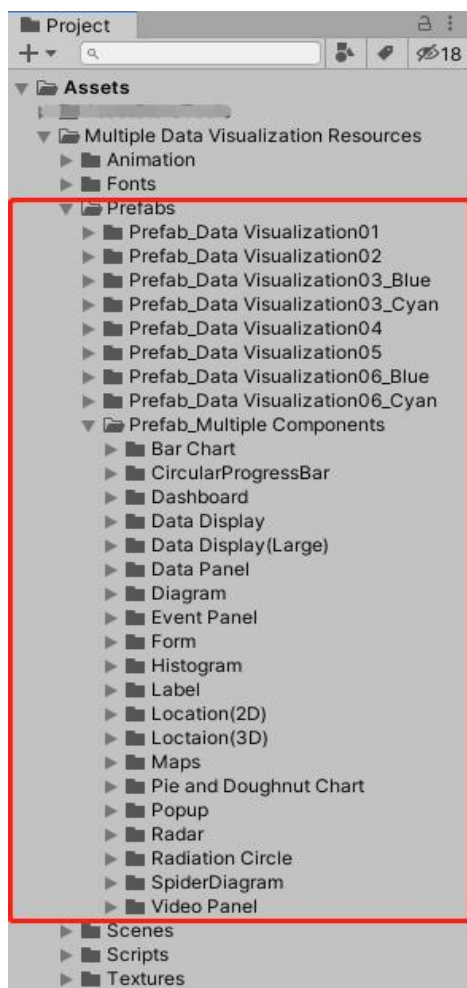 Project
18
Assets
Multiple Data Visualization Resources
Animation
Fonts
Prefabs
Prefab_Data Visualization01
Prefab_Data Visualization02
Prefab_Data Visualization03_Blue
Prefab_Data Visualization03_Cyan
Prefab_Data Visualization04
Prefab_Data Visualization05
Prefab_Data Visualization06_Blue
Prefab_Data Visualization06_Cyan
Prefab_Multiple Components
Bar Chart
CircularProgressBar
Dashboard
Data Display
Data Display(Large)
Data Panel
Diagram
Event Panel
Form
Histogram
Label
Location(2D)
Loctaion(3D)
Maps
Pie and Doughnut Chart
Popup
Radar
Radiation Circle
SpiderDiagram
Video Panel
Scenes
Scripts
Textures